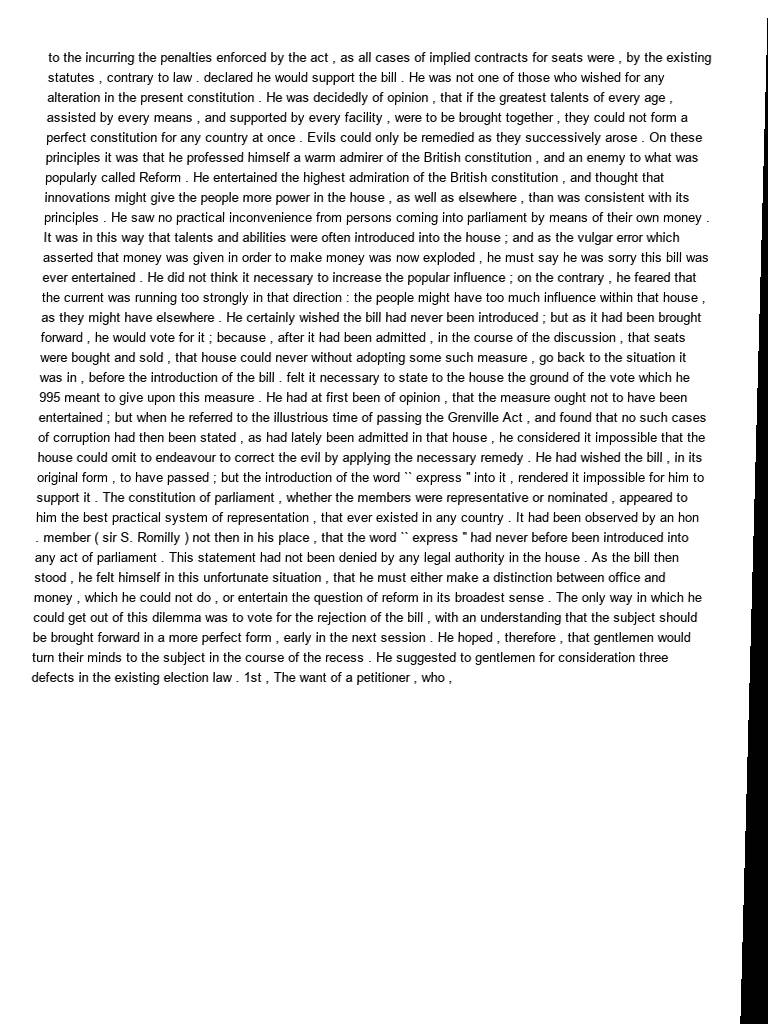 to the incurring the penalties enforced by the act , as all cases of implied contracts for seats were , by the existing
statutes , contrary to law . declared he would support the bill . He was not one of those who wished for any
alteration in the present constitution . He was decidedly of opinion , that if the greatest talents of every age ,
assisted by every means , and supported by every facility , were to be brought together , they could not form a
perfect constitution for any country at once . Evils could only be remedied as they successively arose . On these
principles it was that he professed himself a warm admirer of the British constitution , and an enemy to what was
popularly called Reform . He entertained the highest admiration of the British constitution , and thought that
innovations might give the people more power in the house , as well as elsewhere , than was consistent with its
principles . He saw no practical inconvenience from persons coming into parliament by means of their own money .
It was in this way that talents and abilities were often introduced into the house ; and as the vulgar error which
asserted that money was given in order to make money was now exploded , he must say he was sorry this bill was
ever entertained . He did not think it necessary to increase the popular influence ; on the contrary , he feared that
the current was running too strongly in that direction : the people might have too much influence within that house ,
as they might have elsewhere . He certainly wished the bill had never been introduced ; but as it had been brought
forward , he would vote for it ; because , after it had been admitted , in the course of the discussion , that seats
were bought and sold , that house could never without adopting some such measure , go back to the situation it
was in , before the introduction of the bill . felt it necessary to state to the house the ground of the vote which he
995 meant to give upon this measure . He had at first been of opinion , that the measure ought not to have been
entertained ; but when he referred to the illustrious time of passing the Grenville Act , and found that no such cases
of corruption had then been stated , as had lately been admitted in that house , he considered it impossible that the
house could omit to endeavour to correct the evil by applying the necessary remedy . He had wished the bill , in its
original form , to have passed ; but the introduction of the word `` express " into it , rendered it impossible for him to
support it . The constitution of parliament , whether the members were representative or nominated , appeared to
him the best practical system of representation , that ever existed in any country . It had been observed by an hon
. member ( sir S. Romilly ) not then in his place , that the word `` express " had never before been introduced into
any act of parliament . This statement had not been denied by any legal authority in the house . As the bill then
stood , he felt himself in this unfortunate situation , that he must either make a distinction between office and
money , which he could not do , or entertain the question of reform in its broadest sense . The only way in which he
could get out of this dilemma was to vote for the rejection of the bill , with an understanding that the subject should
be brought forward in a more perfect form , early in the next session . He hoped , therefore , that gentlemen would
turn their minds to the subject in the course of the recess . He suggested to gentlemen for consideration three
defects in the existing election law . 1st , The want of a petitioner , who ,